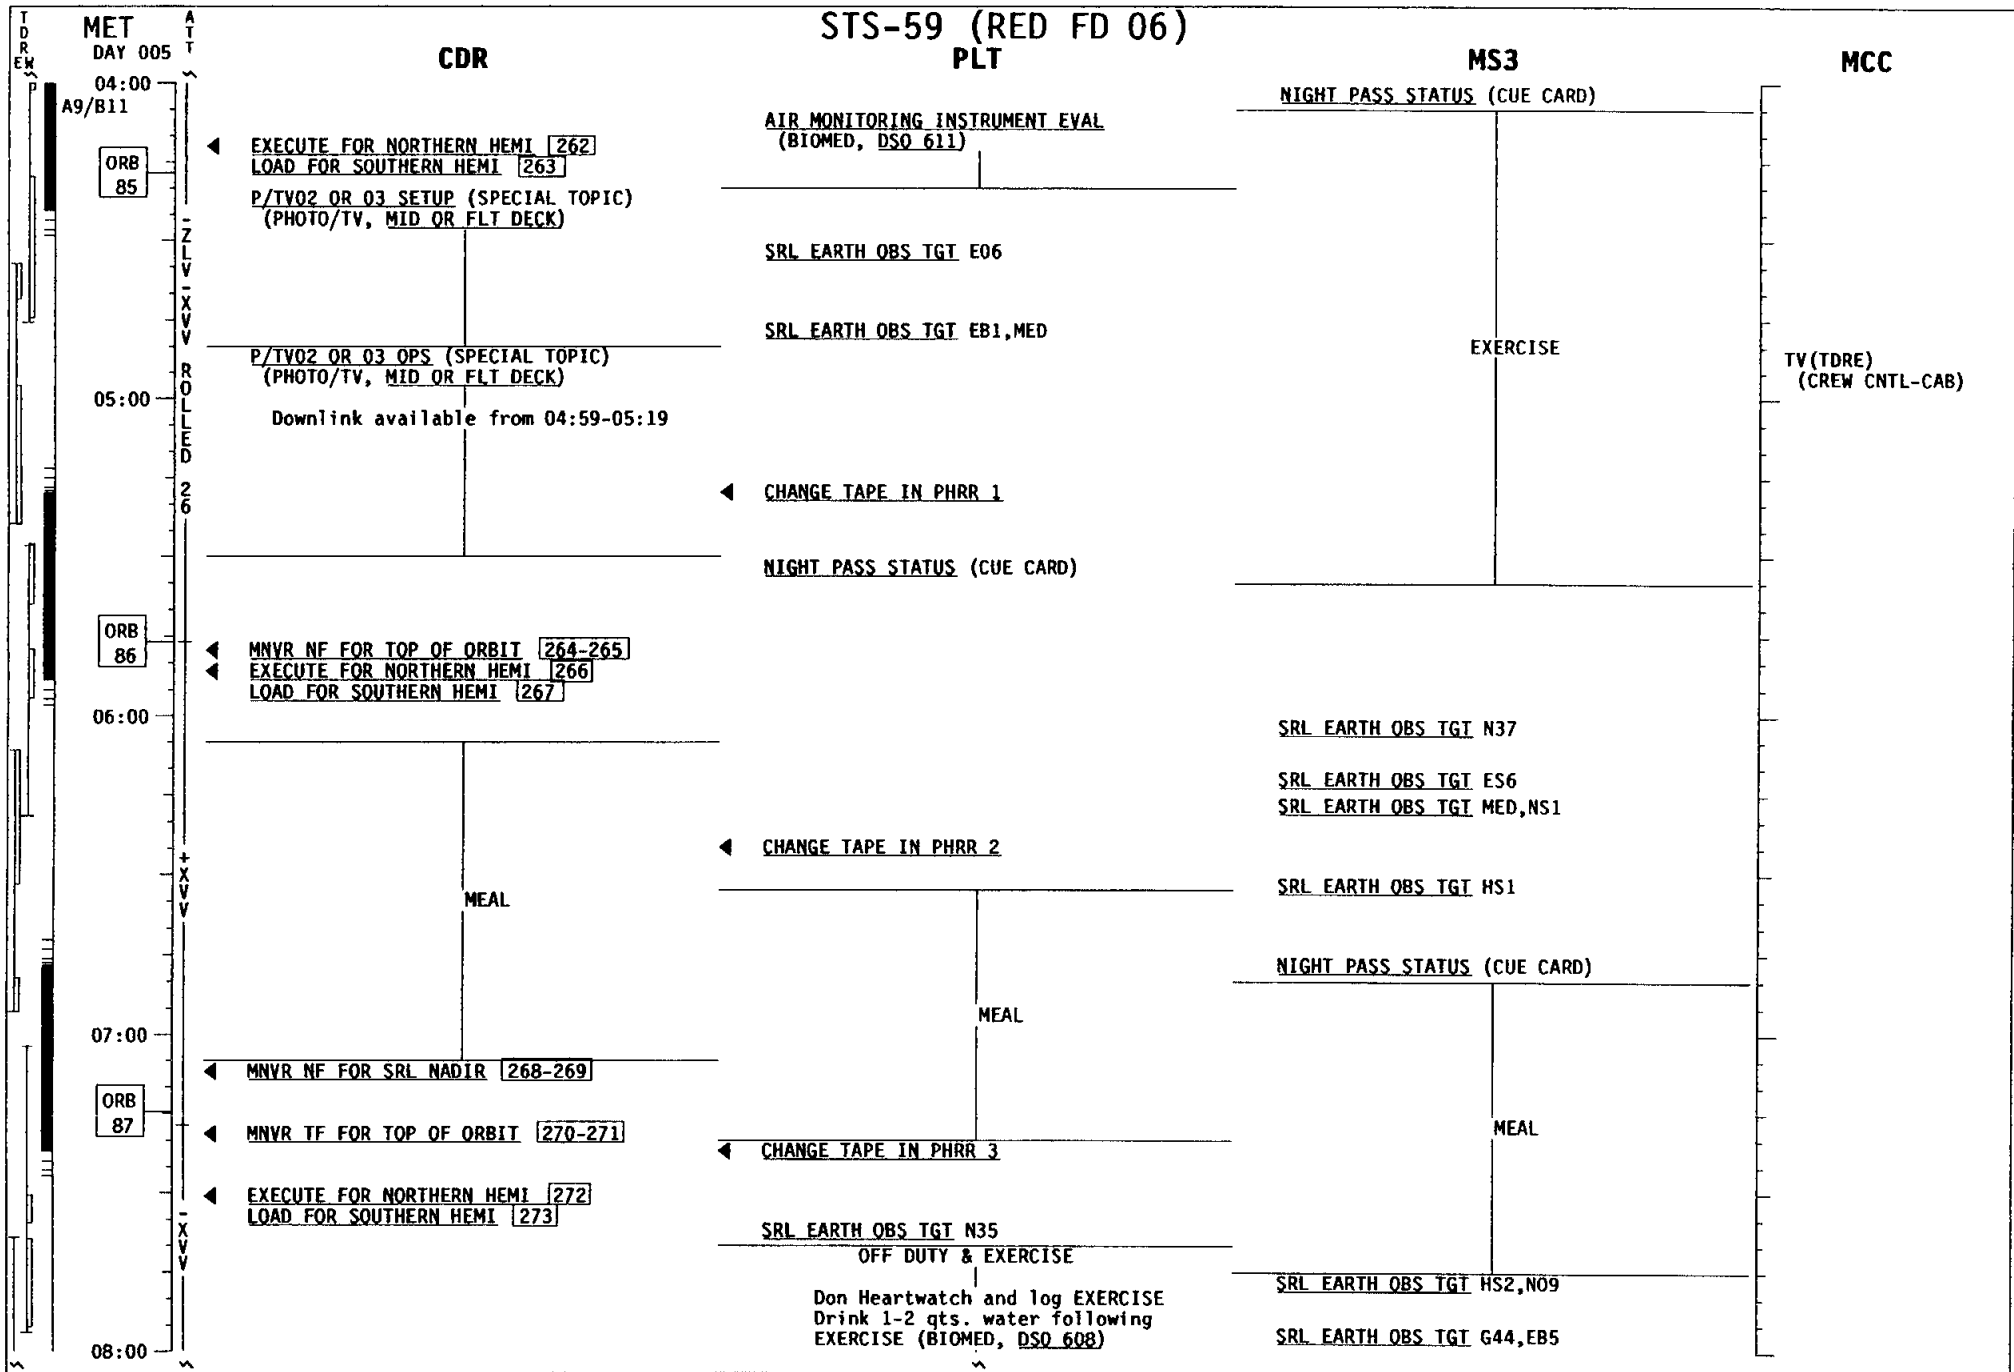 STS-59 (RED FD 06)
TDRE W
MET
DAY 005
ATT
CDR
PLT
MS3
MCC
04:00
A9/B11
ORB
85
05:00
ORB
86
06:00
07:00
ORB
87
08:00
-ZLV -XVV ROLLED 26
+XVV
-XVV
EXECUTE FOR NORTHERN HEMI 262
LOAD FOR SOUTHERN HEMI 263
P/TV02 OR 03 SETUP (SPECIAL TOPIC)
(PHOTO/TV, MID OR FLT DECK)
P/TV02 OR 03 OPS (SPECIAL TOPIC)
(PHOTO/TV, MID OR FLT DECK)
Downlink available from 04:59-05:19
MNVR NF FOR TOP OF ORBIT 264-265
EXECUTE FOR NORTHERN HEMI 266
LOAD FOR SOUTHERN HEMI 267
MEAL
MNVR NF FOR SRL NADIR 268-269
MNVR TF FOR TOP OF ORBIT 270-271
EXECUTE FOR NORTHERN HEMI 272
LOAD FOR SOUTHERN HEMI 273
AIR MONITORING INSTRUMENT EVAL
(BIOMED, DSO 611)
SRL EARTH OBS TGT E06
SRL EARTH OBS TGT EB1,MED
CHANGE TAPE IN PHRR 1
NIGHT PASS STATUS (CUE CARD)
CHANGE TAPE IN PHRR 2
MEAL
CHANGE TAPE IN PHRR 3
SRL EARTH OBS TGT N35
OFF DUTY & EXERCISE
Don Heartwatch and log EXERCISE
Drink 1-2 qts. water following
EXERCISE (BIOMED, DSO 608)
NIGHT PASS STATUS (CUE CARD)
EXERCISE
SRL EARTH OBS TGT N37
SRL EARTH OBS TGT ES6
SRL EARTH OBS TGT MED,NS1
SRL EARTH OBS TGT HS1
NIGHT PASS STATUS (CUE CARD)
MEAL
SRL EARTH OBS TGT HS2,NO9
SRL EARTH OBS TGT G44,EB5
TV(TDRE)
(CREW CNTL-CAB)